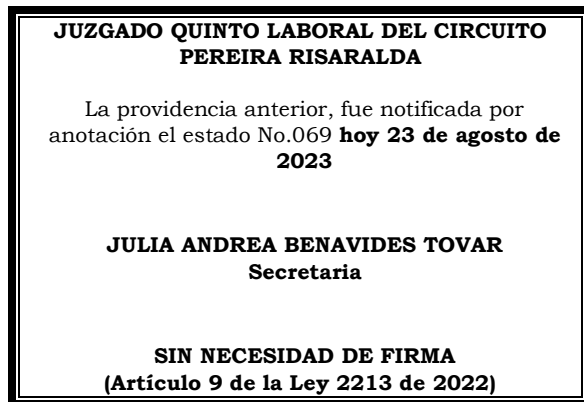 JUZGADO QUINTO LABORAL DEL CIRCUITO
PEREIRA RISARALDA
La providencia anterior, fue notificada por
anotación el estado No.069 hoy 23 de agosto de
2023
JULIA ANDREA BENAVIDES TOVAR
Secretaria
SIN NECESIDAD DE FIRMA
(Artículo 9 de la Ley 2213 de 2022)